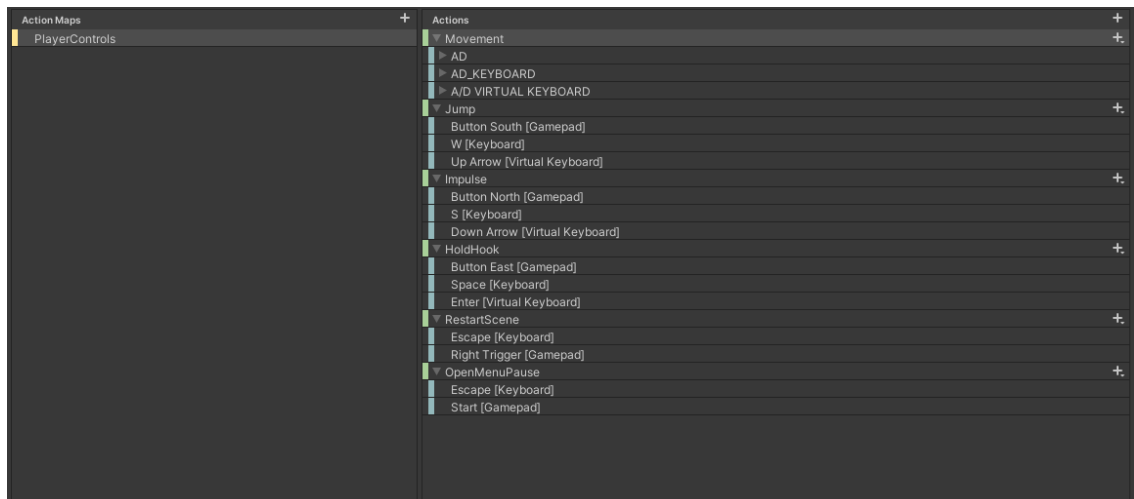 Action Maps
PlayerControls
Actions
Movement
AD
AD_KEYBOARD
A/D VIRTUAL KEYBOARD
Jump
Button South [Gamepad]
W [Keyboard]
Up Arrow [Virtual Keyboard]
Impulse
Button North [Gamepad]
S [Keyboard]
Down Arrow [Virtual Keyboard]
HoldHook
Button East [Gamepad]
Space [Keyboard]
Enter [Virtual Keyboard]
RestartScene
Escape [Keyboard]
Right Trigger [Gamepad]
OpenMenuPause
Escape [Keyboard]
Start [Gamepad]